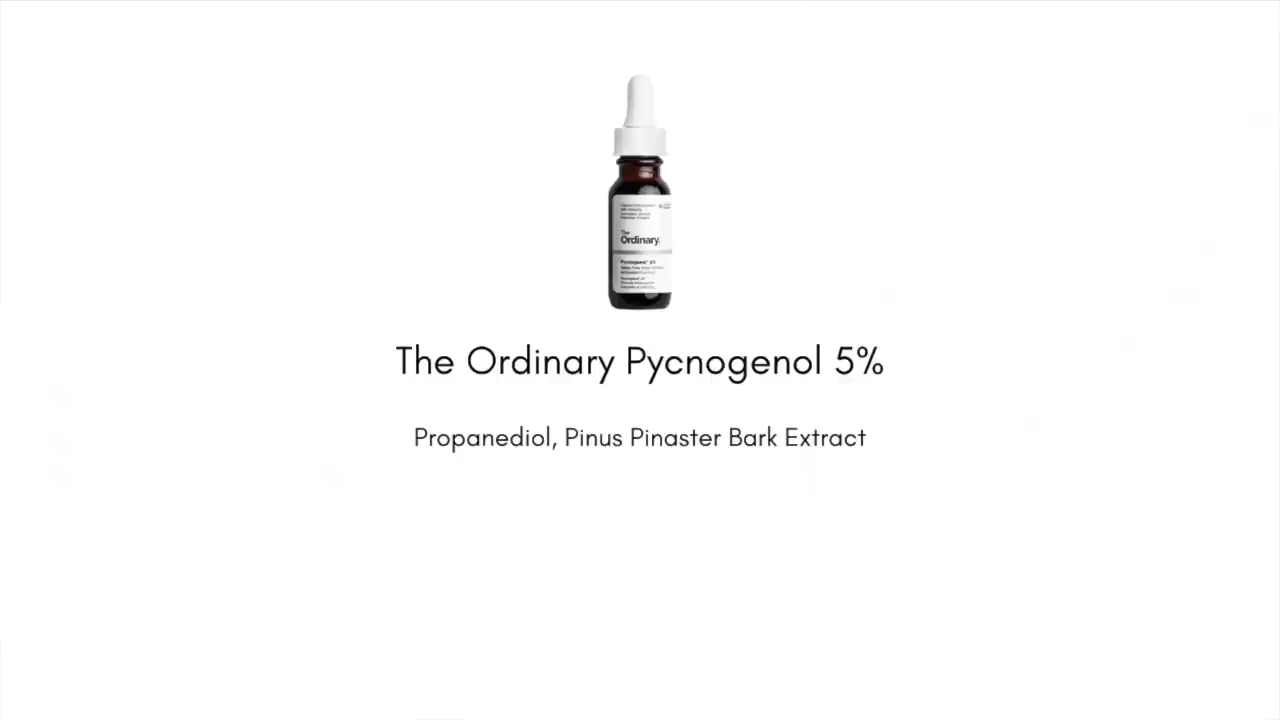 The
Ordinary.
The Ordinary Pycnogenol 5%
Propanediol, Pinus Pinaster Bark Extract